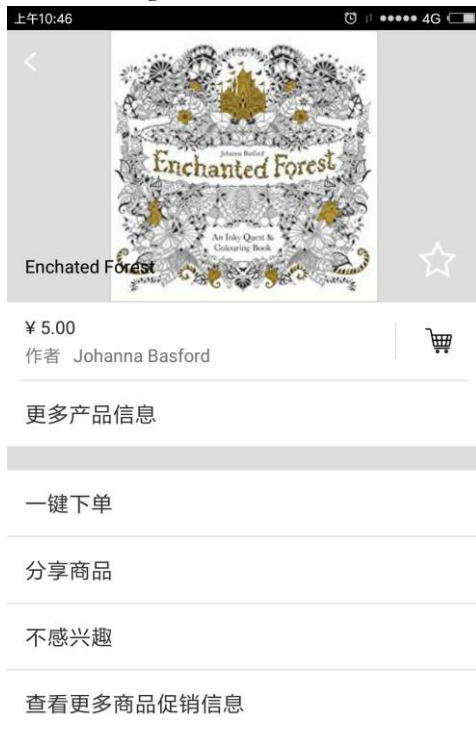 上午10:46 4G
Johanna Basford
Enchanted Forest
An Inky Quest &
Colouring Book
Enchated Forest
¥ 5.00
作者 Johanna Basford
更多产品信息
一键下单
分享商品
不感兴趣
查看更多商品促销信息